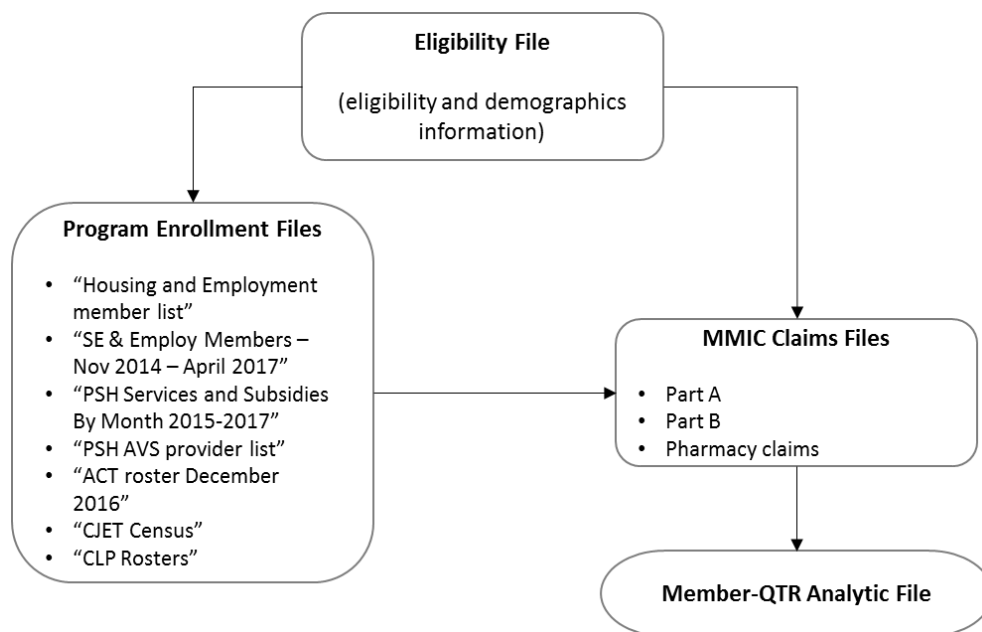 Eligibility File
(eligibility and demographics
information)
Program Enrollment Files
• “Housing and Employment
member list”
• “SE & Employ Members –
Nov 2014 – April 2017”
• “PSH Services and Subsidies
By Month 2015-2017”
• “PSH AVS provider list”
• “ACT roster December
2016”
• “CJET Census”
• “CLP Rosters”
MMIC Claims Files
• Part A
• Part B
• Pharmacy claims
Member-QTR Analytic File